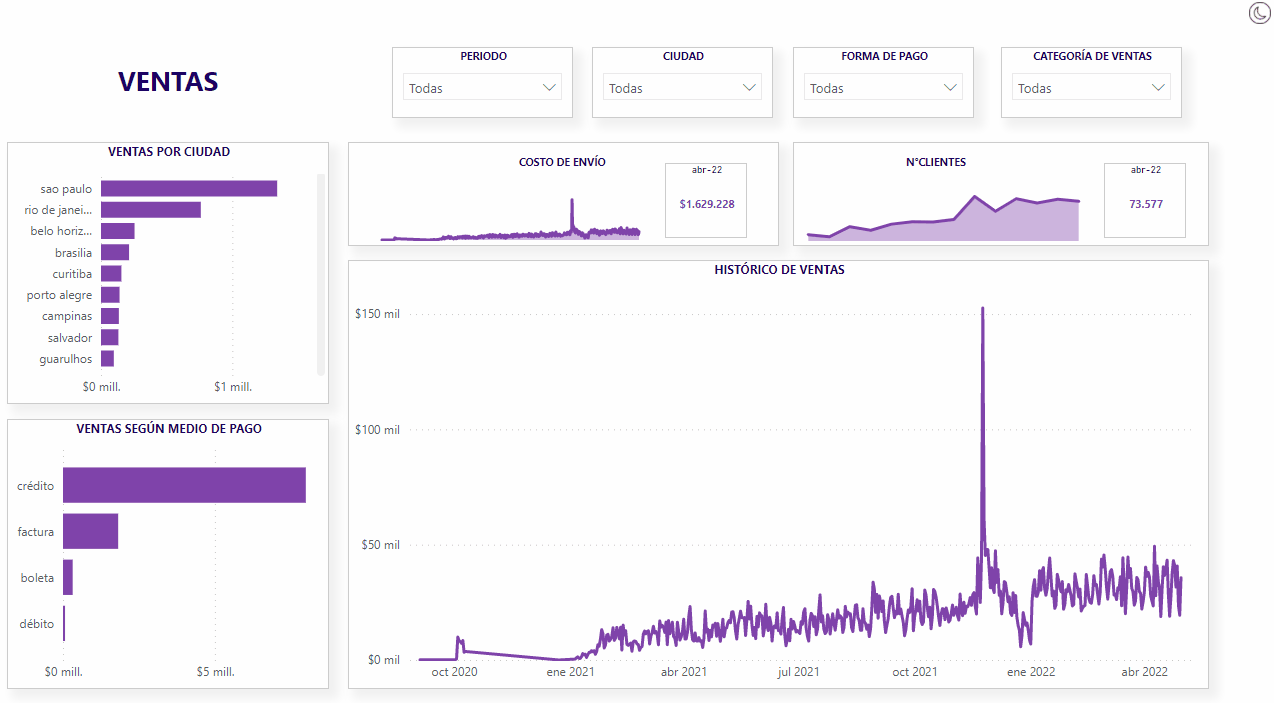 VENTAS
PERIODO
Todas
CIUDAD
Todas
FORMA DE PAGO
Todas
CATEGORÍA DE VENTAS
Todas
VENTAS POR CIUDAD
sao paulo
rio de janei...
belo horiz...
brasilia
curitiba
porto alegre
campinas
salvador
guarulhos
$0 mill.
$1 mill.
COSTO DE ENVÍO
abr-22
$1.629.228
N°CLIENTES
abr-22
73.577
VENTAS SEGÚN MEDIO DE PAGO
crédito
factura
boleta
débito
$0 mill.
$5 mill.
HISTÓRICO DE VENTAS
$150 mil
$100 mil
$50 mil
$0 mil
oct 2020
ene 2021
abr 2021
jul 2021
oct 2021
ene 2022
abr 2022